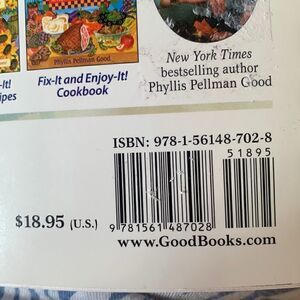 -It!
ipes
Phyllis Pellman Good
Fix-It and Enjoy-It!
Cookbook
New York Times
bestselling author
Phyllis Pellman Good
ISBN: 978-1-56148-702-8
51895
$18.95 (U.S.)
9 781561 487028
www.GoodBooks.com